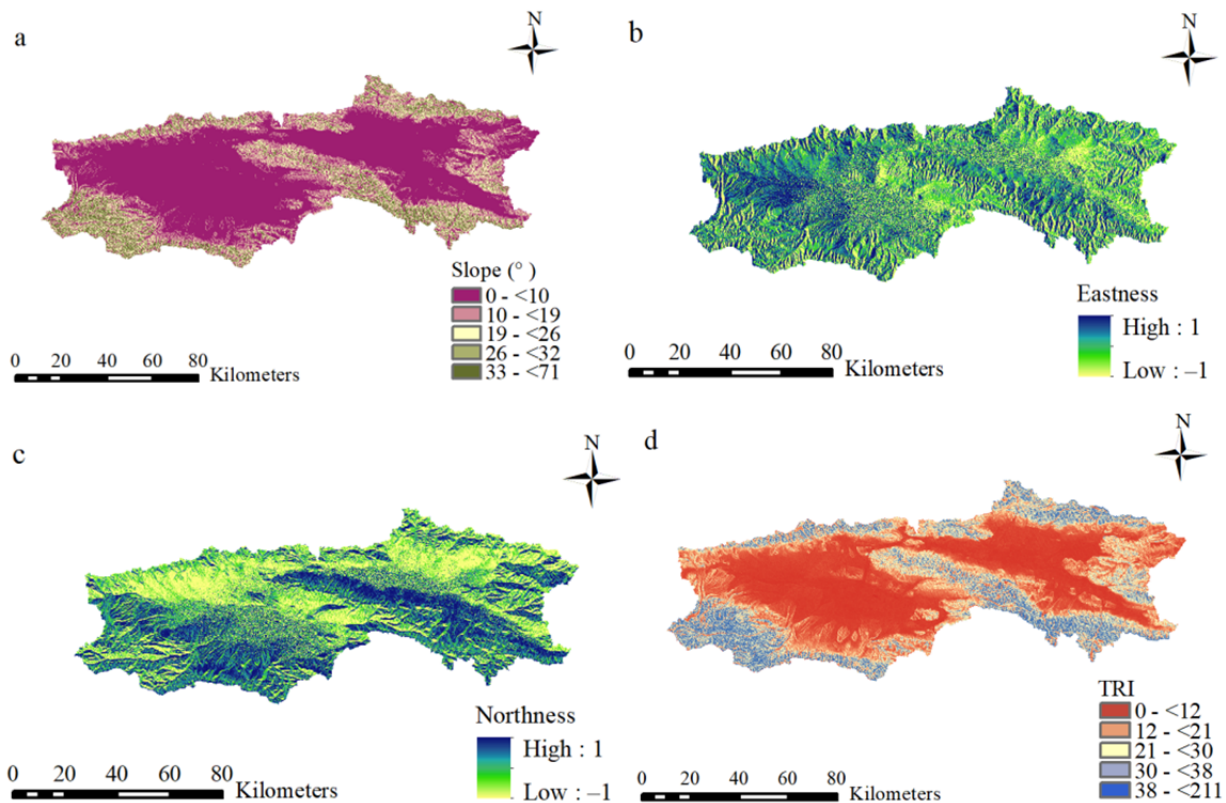 a
N
Slope (° )
0 - <10
10 - <19
19 - <26
26 - <32
33 - <71
0 20 40 60 80
Kilometers
b
N
Eastness
High : 1
Low : –1
0 20 40 60 80
Kilometers
c
N
Northness
High : 1
Low : –1
0 20 40 60 80
Kilometers
d
N
TRI
0 - <12
12 - <21
21 - <30
30 - <38
38 - <211
0 20 40 60 80
Kilometers